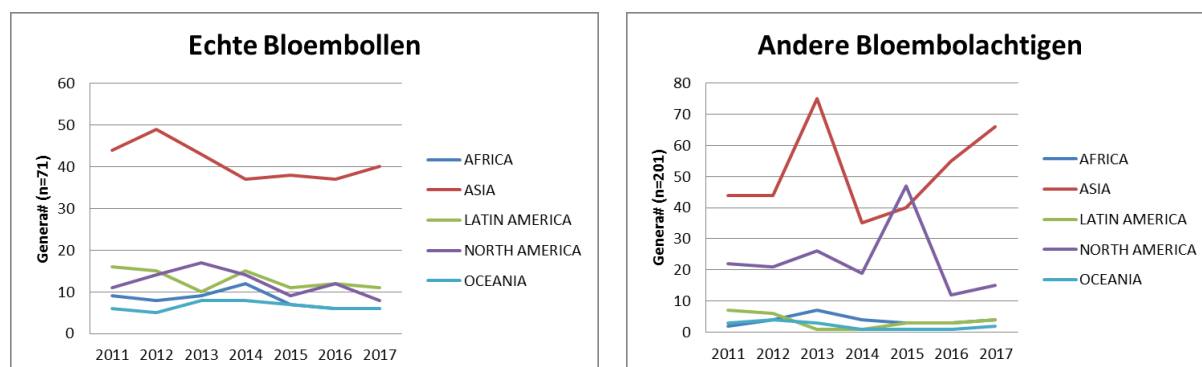 Echte Bloembollen
Genera# (n=71)
60
50
40
30
20
10
0
2011 2012 2013 2014 2015 2016 2017
AFRICA
ASIA
LATIN AMERICA
NORTH AMERICA
OCEANIA
Andere Bloembolachtigen
Genera# (n=201)
80
70
60
50
40
30
20
10
0
2011 2012 2013 2014 2015 2016 2017
AFRICA
ASIA
LATIN AMERICA
NORTH AMERICA
OCEANIA